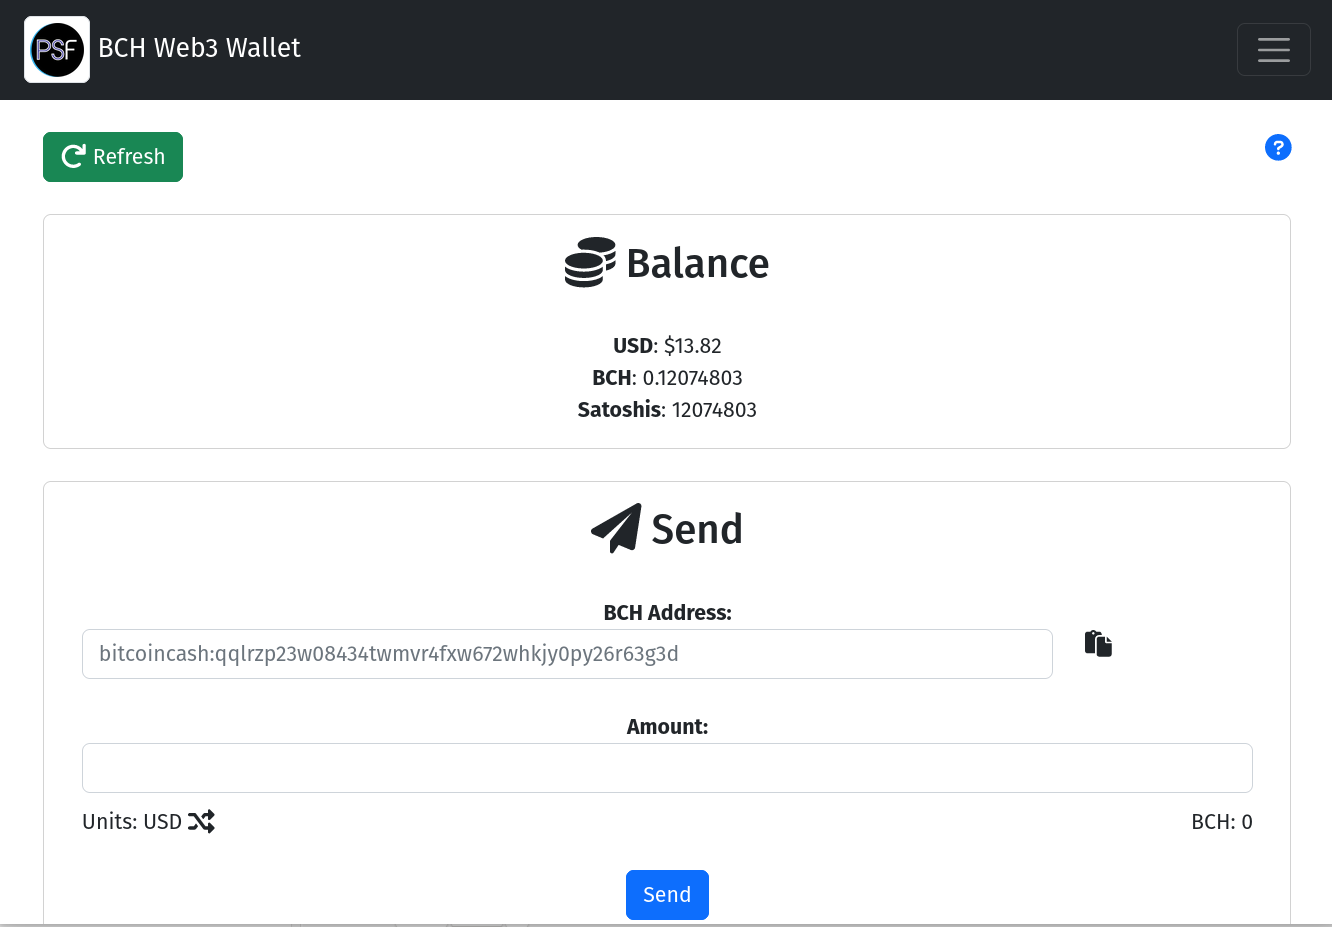 PSF BCH Web3 Wallet
Refresh
?
Balance
USD: $13.82
BCH: 0.12074803
Satoshis: 12074803
Send
BCH Address:
bitcoincash:qqlrzp23w08434twmvr4fxw672whkjy0py26r63g3d
Amount:
Units: USD
BCH: 0
Send